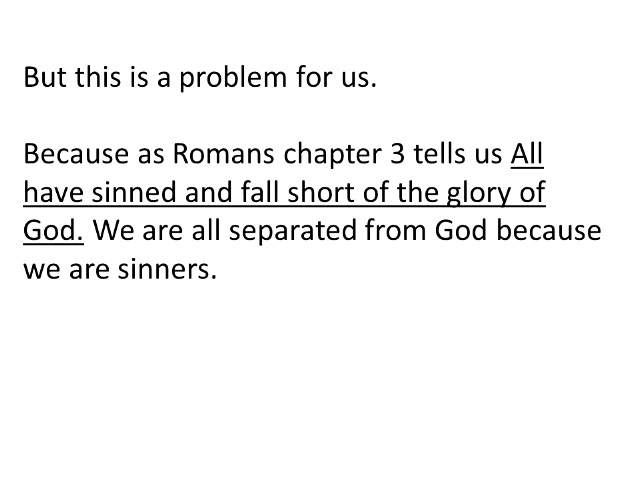 But this is a problem for us.
Because as Romans chapter 3 tells us All
have sinned and fall short of the glory of
God. We are all separated from God because
we are sinners.